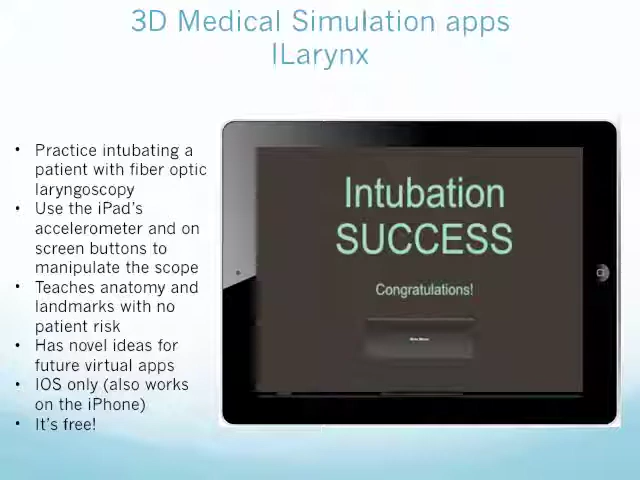 3D Medical Simulation apps
ILarynx
• Practice intubating a
patient with fiber optic
laryngoscopy
• Use the iPad's
accelerometer and on
screen buttons to
manipulate the scope
• Teaches anatomy and
landmarks with no
patient risk
• Has novel ideas for
future virtual apps
• IOS only (also works
on the iPhone)
• It's free!
Intubation
SUCCESS
Congratulations!